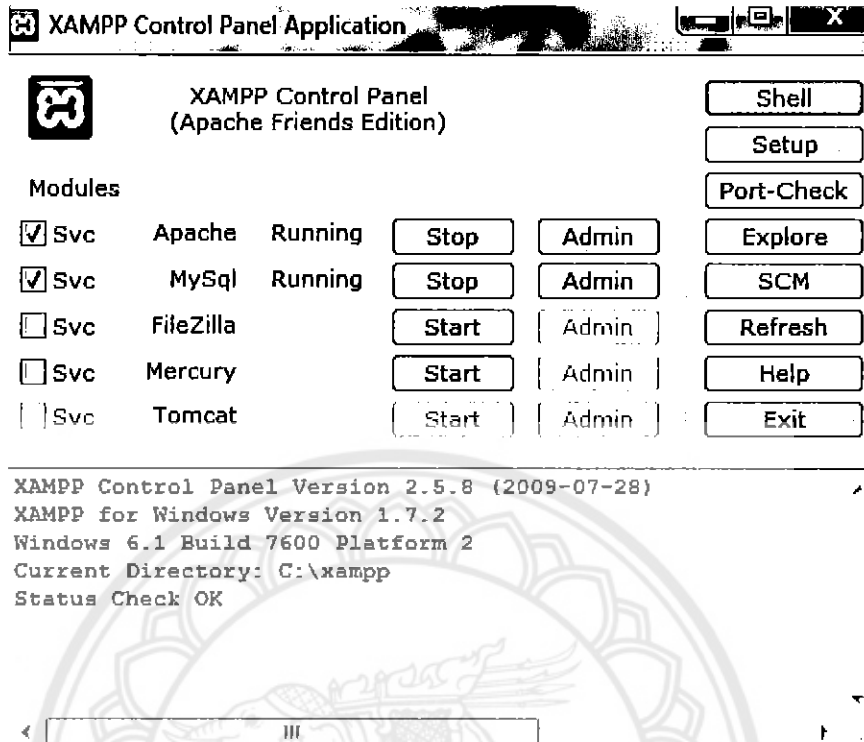 XAMPP Control Panel Application
XAMPP Control Panel
(Apache Friends Edition)
Shell
Setup
Modules
Port-Check
Svc Apache Running Stop Admin Explore
Svc MySql Running Stop Admin SCM
Svc FileZilla Start Admin Refresh
Svc Mercury Start Admin Help
Svc Tomcat Start Admin Exit
XAMPP Control Panel Version 2.5.8 (2009-07-28)
XAMPP for Windows Version 1.7.2
Windows 6.1 Build 7600 Platform 2
Current Directory: C:\xampp
Status Check OK